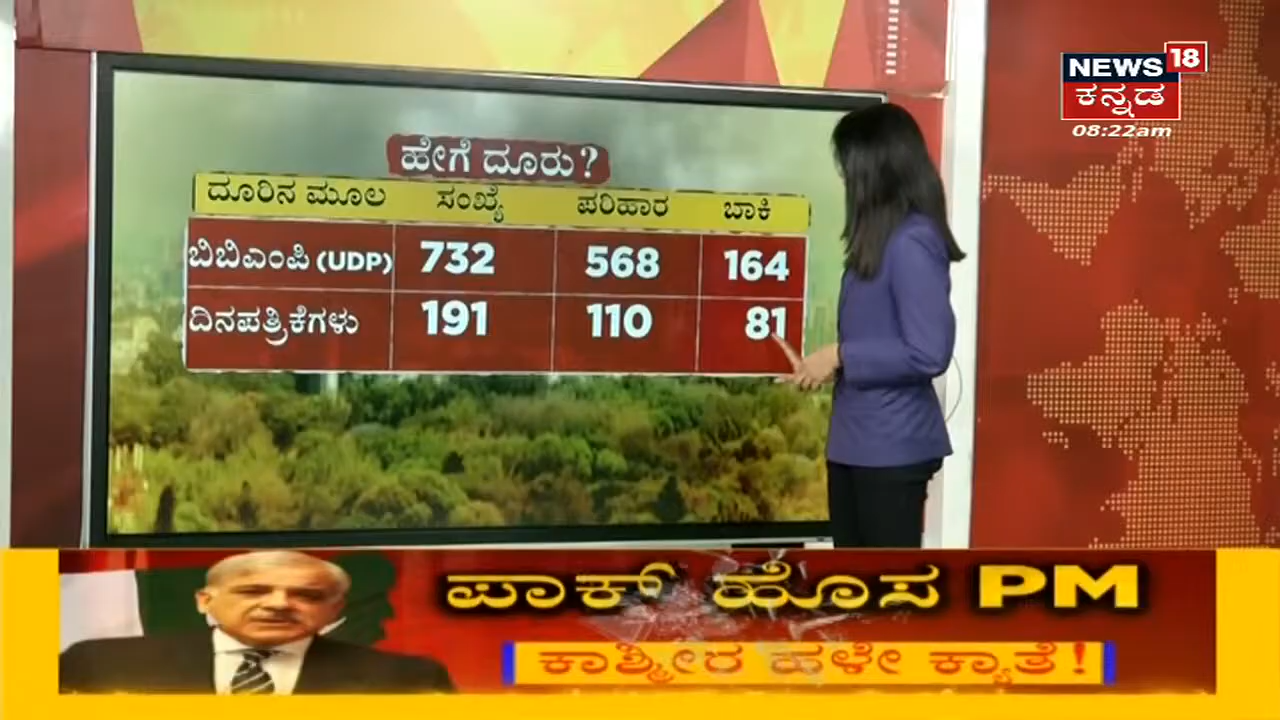 NEWS 18
ಕನ್ನಡ
08:22am
ಹೇಗೆ ದೂರು?
ದೂರಿನ ಮೂಲ ಸಂಖ್ಯೆ ಪರಿಹಾರ ಬಾಕಿ
ಬಿಬಿಎಂಪಿ (UDP) 732 568 164
ದಿನಪತ್ರಿಕೆಗಳು 191 110 81
ಪಾಕ್ ಹೊಸ PM
ಕಾಶ್ಮೀರ ಹಳೇ ಕ್ಯಾತೆ!